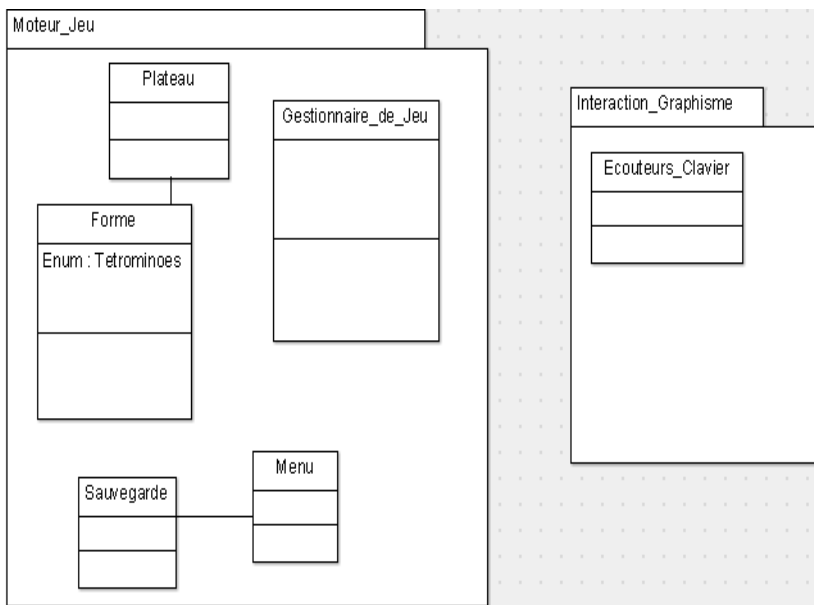 Moteur_Jeu
Plateau
Gestionnaire_de_Jeu
Forme
Enum : Tetrominoes
Menu
Sauvegarde
Interaction_Graphisme
Ecouteurs_Clavier